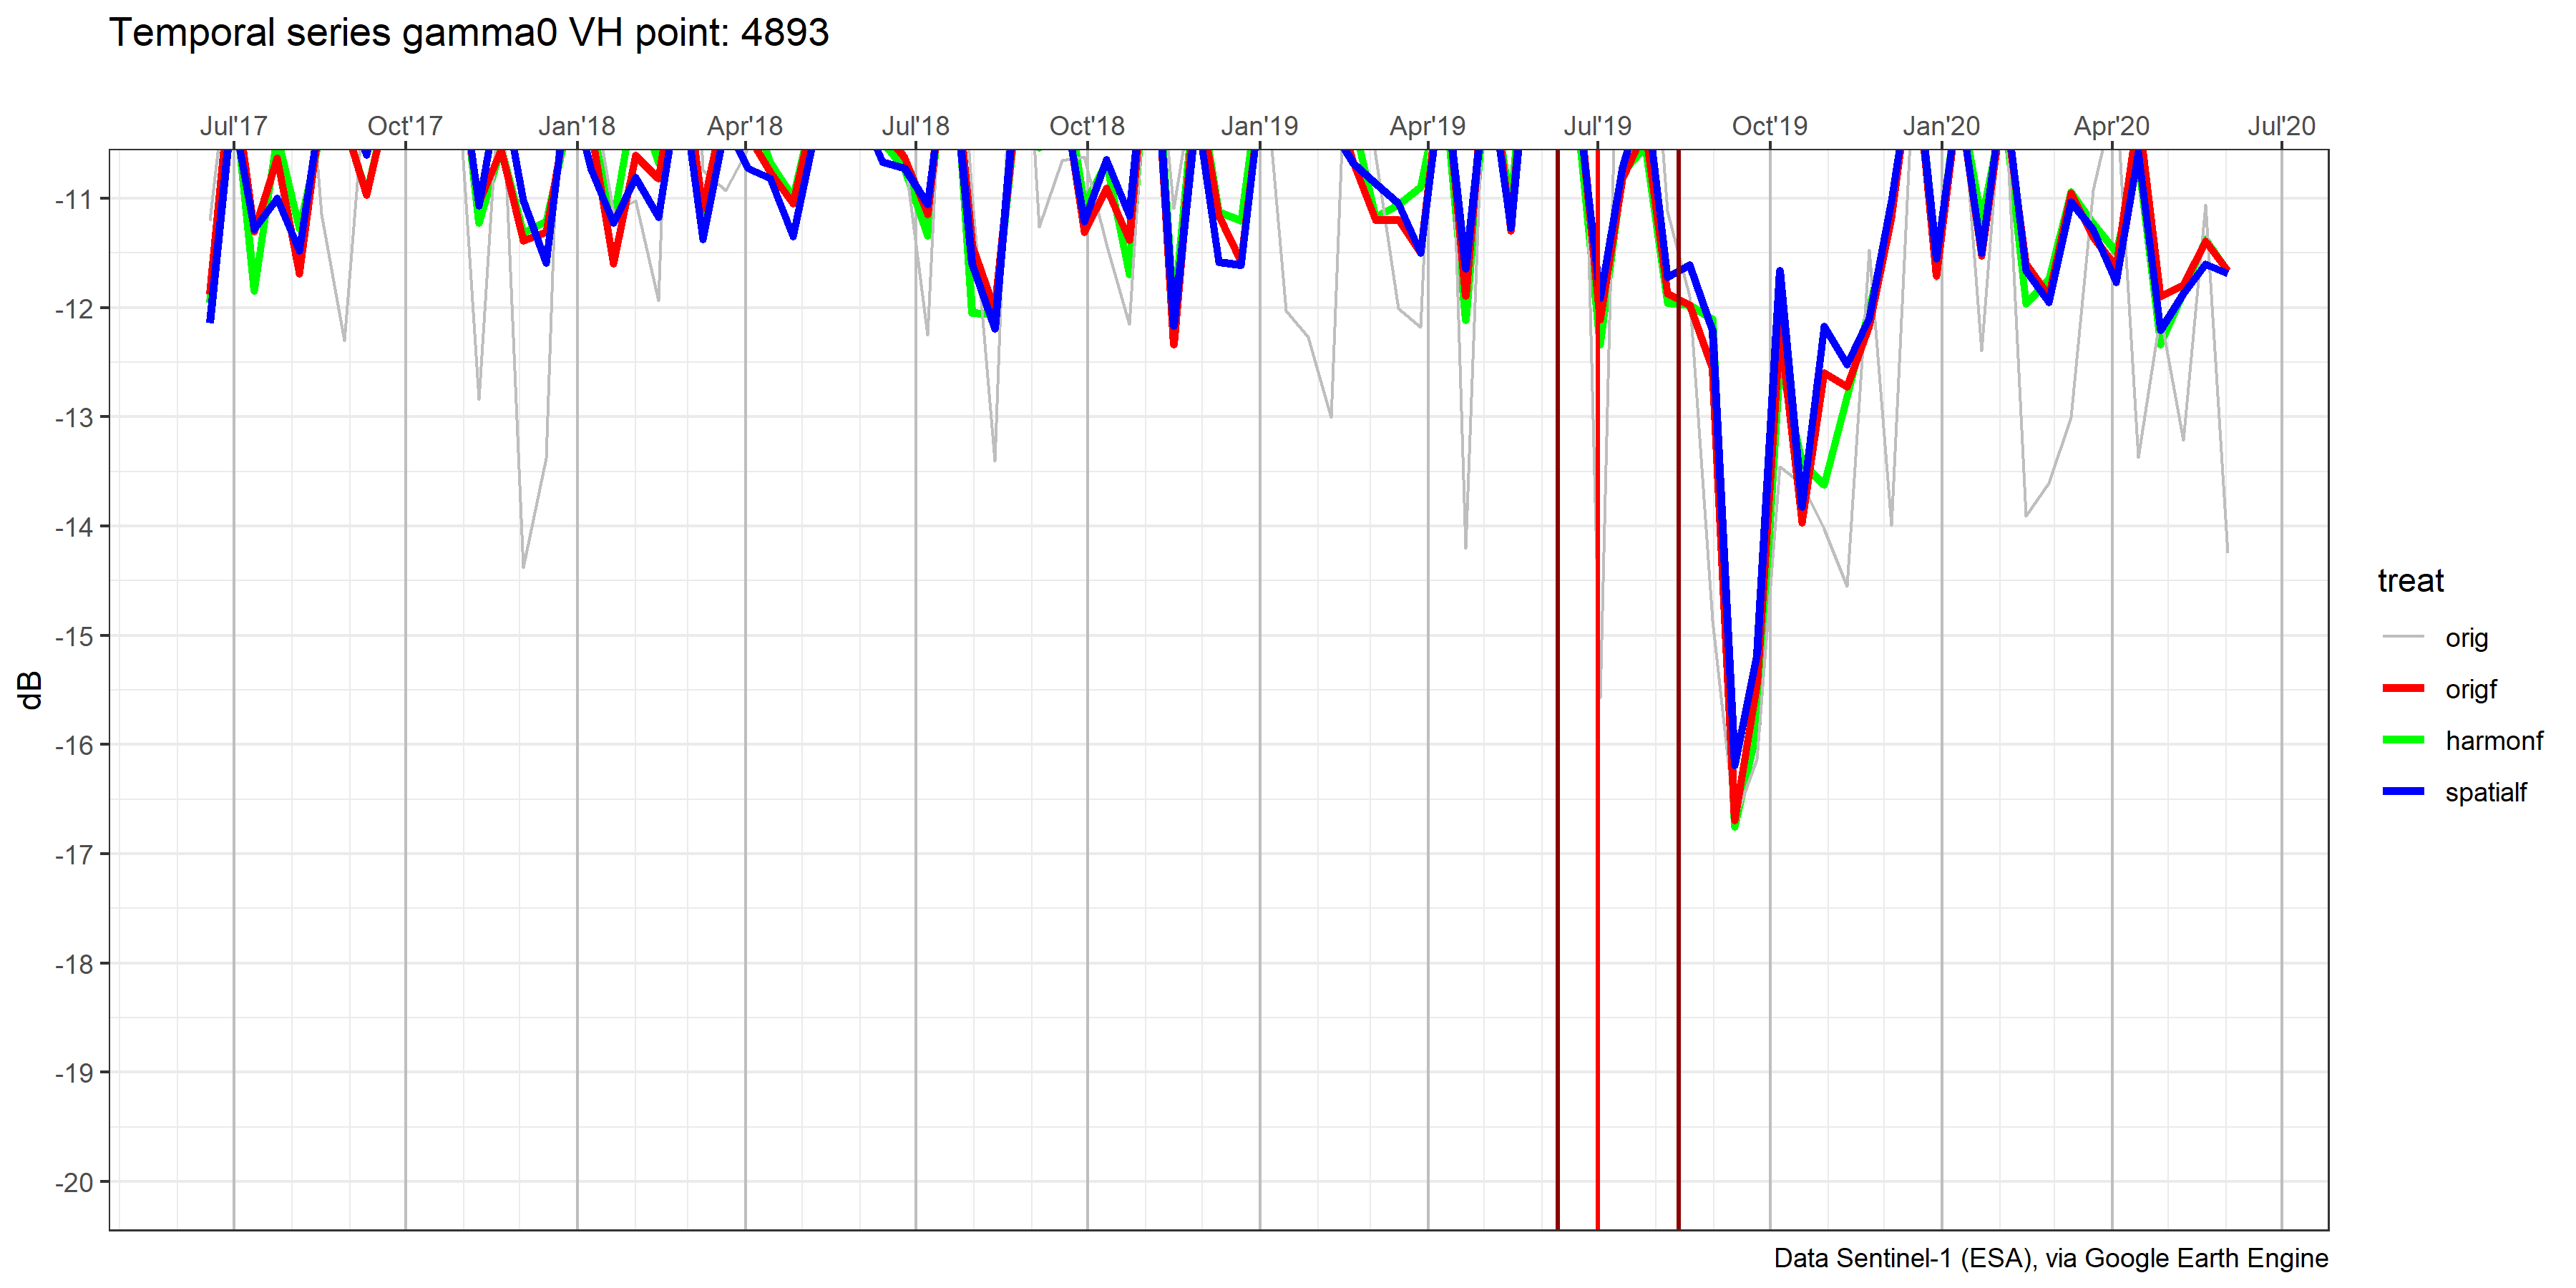 Temporal series gamma0 VH point: 4893
Jul'17 Oct'17 Jan'18 Apr'18 Jul'18 Oct'18 Jan'19 Apr'19 Jul'19 Oct'19 Jan'20 Apr'20 Jul'20
-11
-12
-13
-14
-15
-16
-17
-18
-19
-20
dB
treat
orig
origf
harmonf
spatialf
Data Sentinel-1 (ESA), via Google Earth Engine